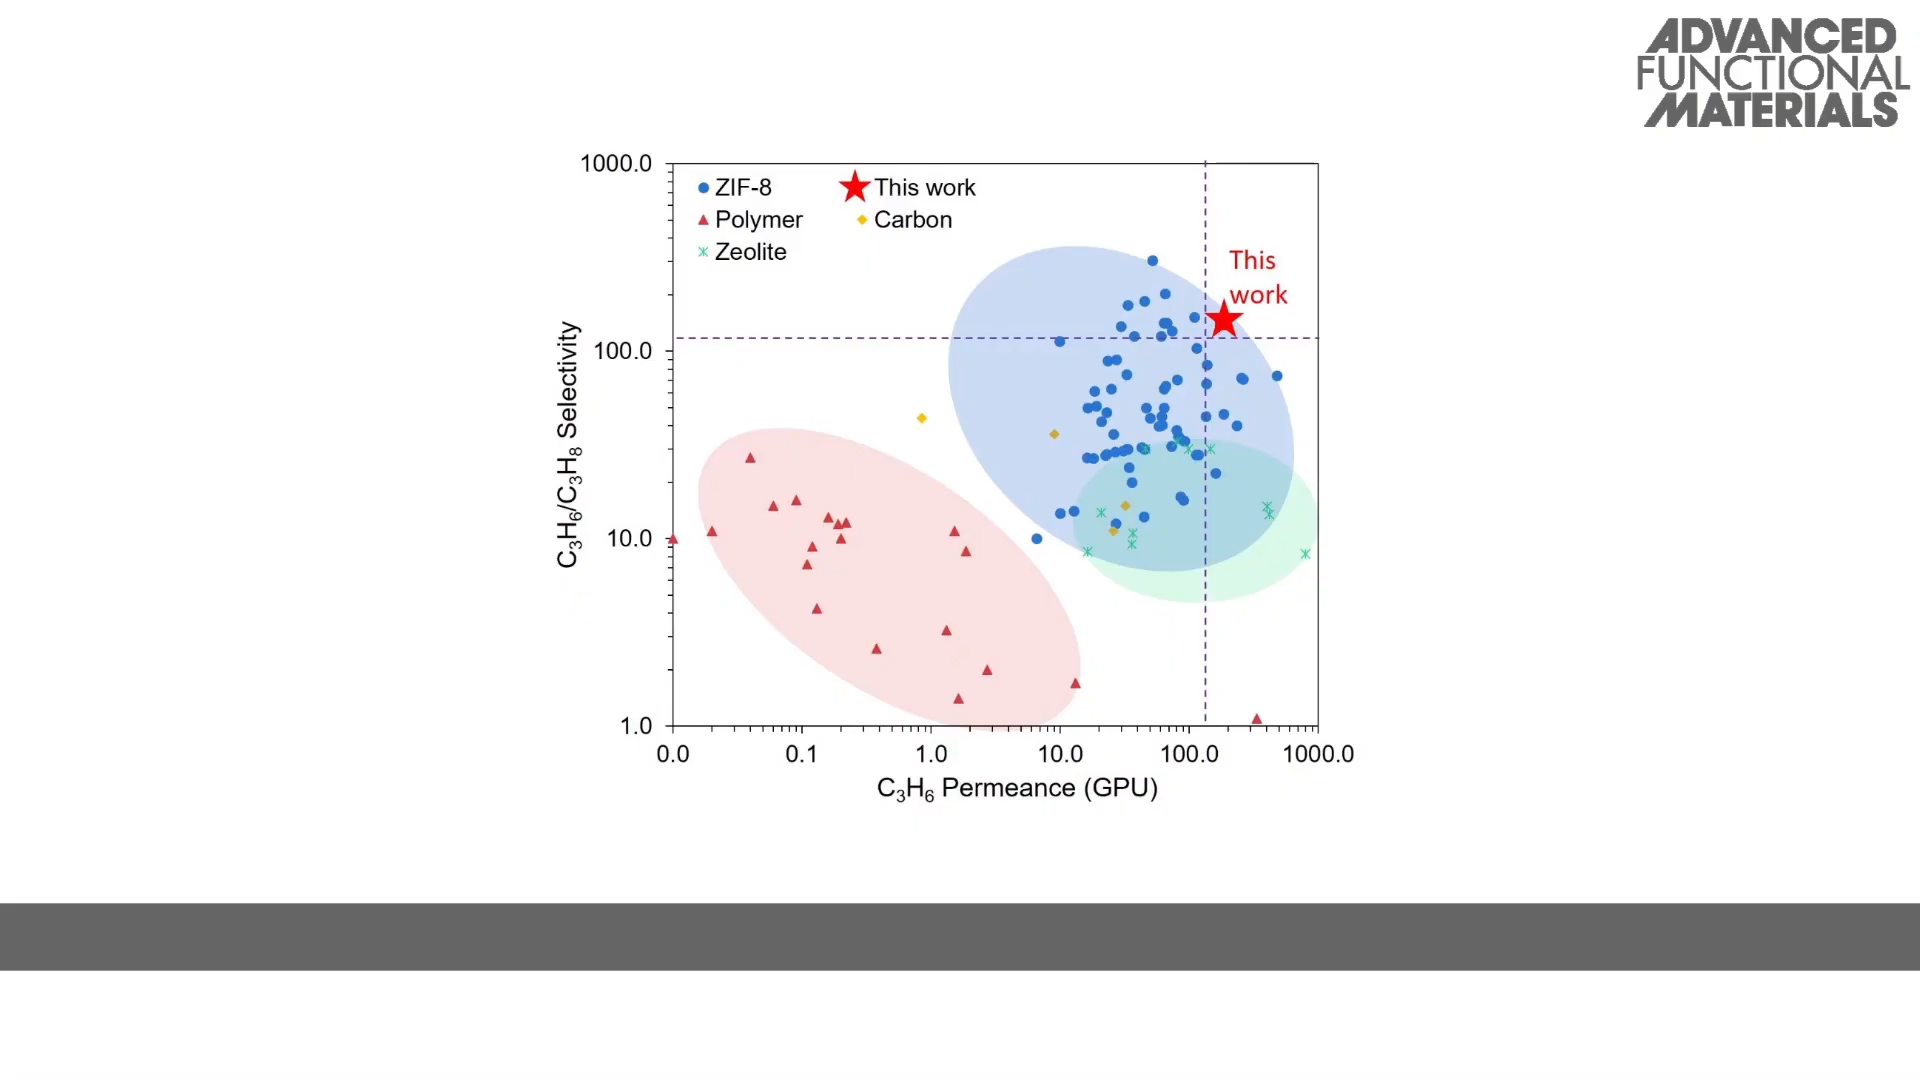 ADVANCED
FUNCTIONAL
MATERIALS
1000.0
100.0
10.0
1.0
C₃H₆/C₃H₈ Selectivity
ZIF-8
This work
Polymer
Carbon
Zeolite
This
work
0.0 0.1 1.0 10.0 100.0 1000.0
C₃H₆ Permeance (GPU)